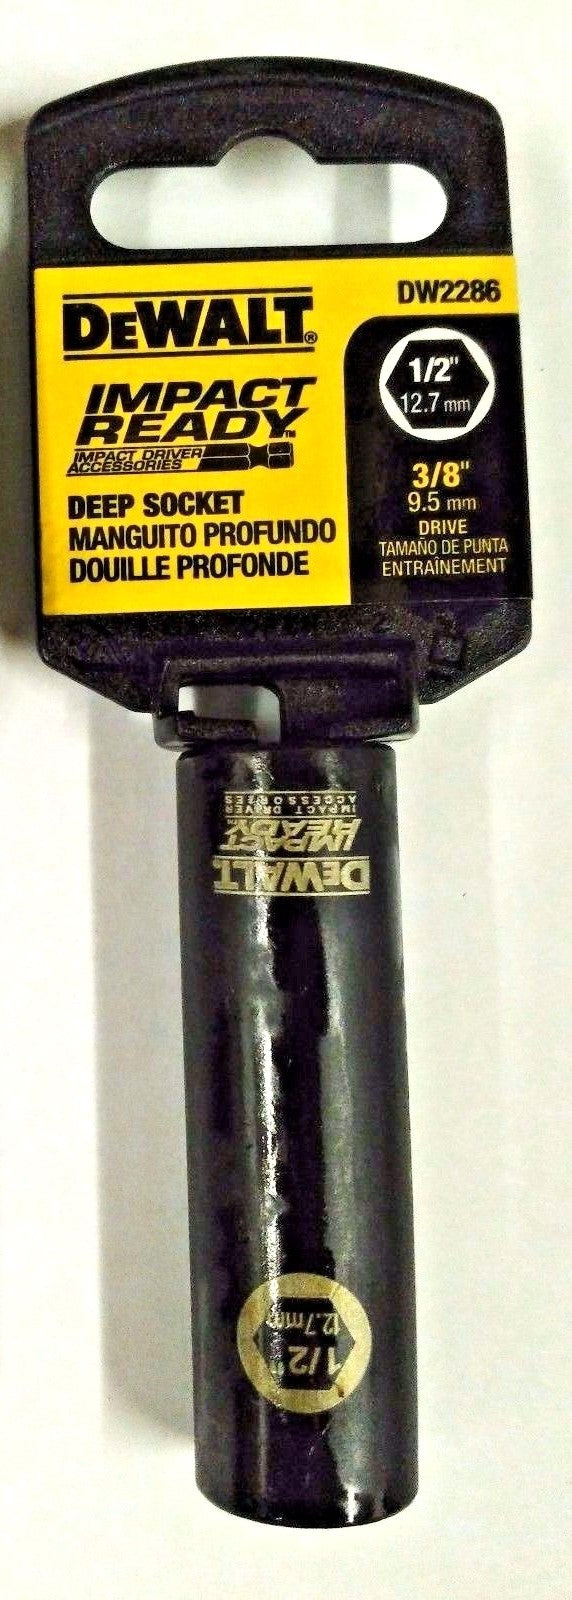 DW2286
DEWALT®
IMPACT
READY™
IMPACT DRIVER
ACCESSORIES
DEEP SOCKET
MANGUITO PROFUNDO
DOUILLE PROFONDE
1/2"
12.7 mm
3/8"
9.5 mm
DRIVE
TAMAÑO DE PUNTA
ENTRAÎNEMENT
DEWALT
IMPACT
READY
IMPACT DRIVER
ACCESSORIES
1/2"
12.7mm